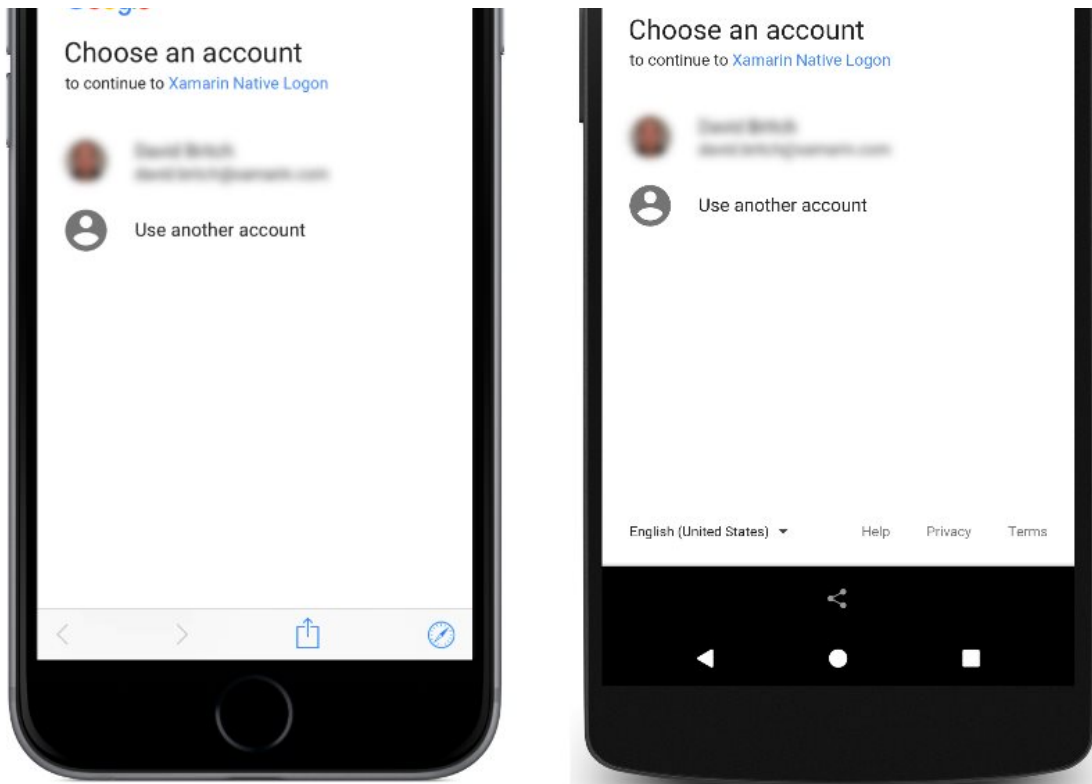 Choose an account
to continue to Xamarin Native Logon
Use another account
Choose an account
to continue to Xamarin Native Logon
Use another account
English (United States) Help Privacy Terms